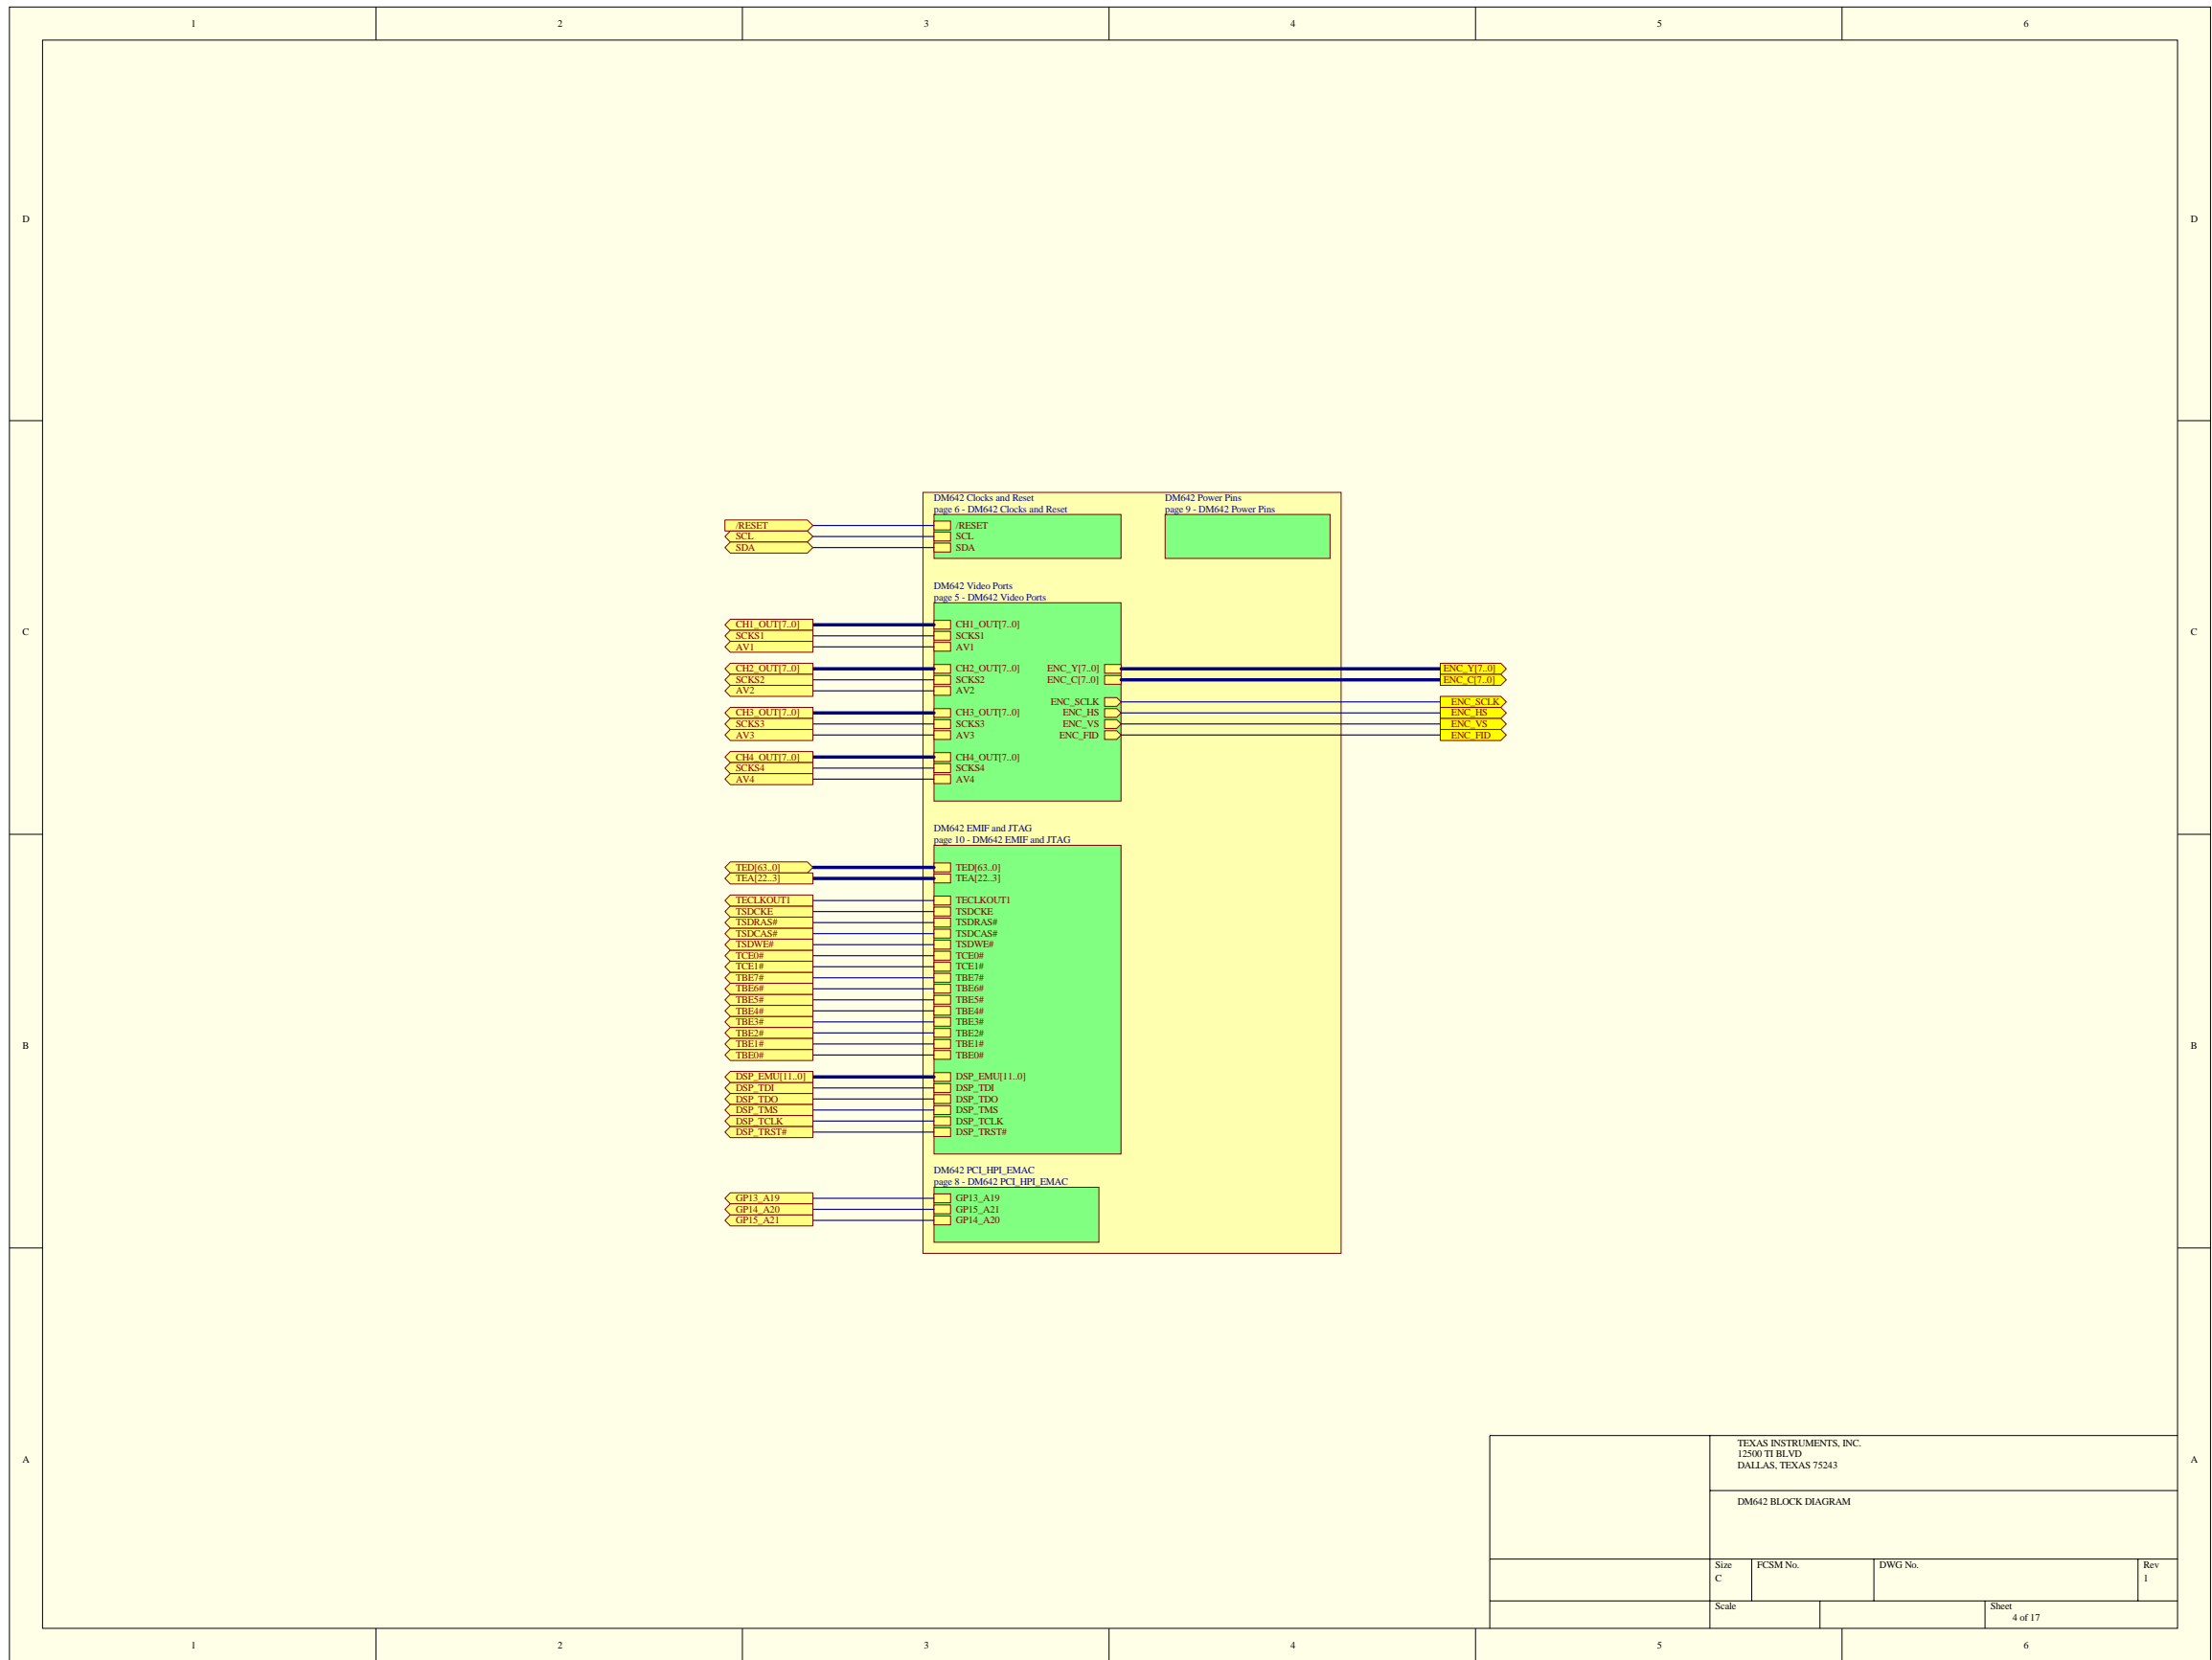 1 2 3 4 5 6
D D
DM642 Clocks and Reset
page 6 - DM642 Clocks and Reset
DM642 Power Pins
page 9 - DM642 Power Pins
/RESET /RESET
SCL SCL
SDA SDA
DM642 Video Ports
page 5 - DM642 Video Ports
C C
CH1_OUT[7..0] CH1_OUT[7..0]
SCKS1 SCKS1
AV1 AV1
CH2_OUT[7..0] CH2_OUT[7..0] ENC_Y[7..0] ENC_Y[7..0]
SCKS2 SCKS2 ENC_C[7..0] ENC_C[7..0]
AV2 AV2
ENC_SCLK ENC_SCLK
CH3_OUT[7..0] CH3_OUT[7..0] ENC_HS ENC_HS
SCKS3 SCKS3 ENC_VS ENC_VS
AV3 AV3 ENC_FID ENC_FID
CH4_OUT[7..0] CH4_OUT[7..0]
SCKS4 SCKS4
AV4 AV4
DM642 EMIF and JTAG
page 10 - DM642 EMIF and JTAG
TED[63..0] TED[63..0]
TEA[22..3] TEA[22..3]
TECLKOUT1 TECLKOUT1
TSDCKE TSDCKE
TSDRAS# TSDRAS#
TSDCAS# TSDCAS#
TSDWE# TSDWE#
TCE0# TCE0#
TCE1# TCE1#
TBE7# TBE7#
TBE6# TBE6#
TBE5# TBE5#
TBE4# TBE4#
TBE3# TBE3#
TBE2# TBE2#
B TBE1# TBE1# B
TBE0# TBE0#
DSP_EMU[11..0] DSP_EMU[11..0]
DSP_TDI DSP_TDI
DSP_TDO DSP_TDO
DSP_TMS DSP_TMS
DSP_TCLK DSP_TCLK
DSP_TRST# DSP_TRST#
DM642 PCI_HPI_EMAC
page 8 - DM642 PCI_HPI_EMAC
GP13_A19 GP13_A19
GP14_A20 GP15_A21
GP15_A21 GP14_A20
A A
TEXAS INSTRUMENTS, INC.
12500 TI BLVD
DALLAS, TEXAS 75243
DM642 BLOCK DIAGRAM
Size FCSM No. DWG No. Rev
C 1
Scale Sheet
4 of 17
1 2 3 4 5 6